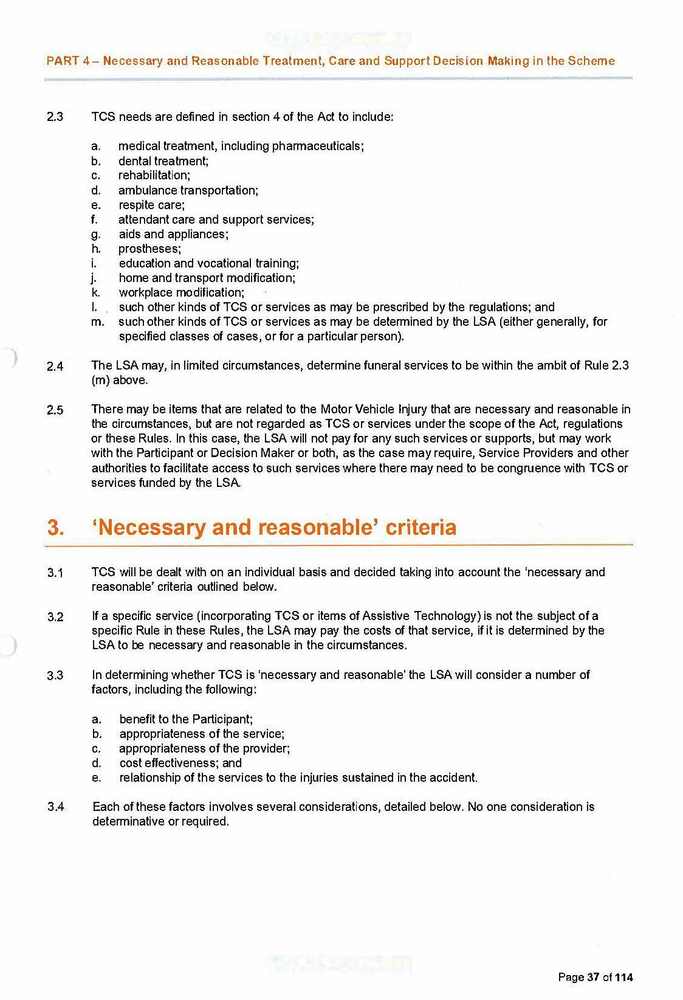 PART 4 – Necessary and Reasonable Treatment, Care and Support Decision Making in the Scheme
2.3 TCS needs are defined in section 4 of the Act to include:
a. medical treatment, including pharmaceuticals;
b. dental treatment;
c. rehabilitation;
d. ambulance transportation;
e. respite care;
f. attendant care and support services;
g. aids and appliances;
h. prostheses;
i. education and vocational training;
j. home and transport modification;
k. workplace modification;
l. such other kinds of TCS or services as may be prescribed by the regulations; and
m. such other kinds of TCS or services as may be determined by the LSA (either generally, for
specified classes of cases, or for a particular person).
2.4 The LSA may, in limited circumstances, determine funeral services to be within the ambit of Rule 2.3
(m) above.
2.5 There may be items that are related to the Motor Vehicle Injury that are necessary and reasonable in
the circumstances, but are not regarded as TCS or services under the scope of the Act, regulations
or these Rules. In this case, the LSA will not pay for any such services or supports, but may work
with the Participant or Decision Maker or both, as the case may require, Service Providers and other
authorities to facilitate access to such services where there may need to be congruence with TCS or
services funded by the LSA.
3. ‘Necessary and reasonable’ criteria
3.1 TCS will be dealt with on an individual basis and decided taking into account the ‘necessary and
reasonable’ criteria outlined below.
3.2 If a specific service (incorporating TCS or items of Assistive Technology) is not the subject of a
specific Rule in these Rules, the LSA may pay the costs of that service, if it is determined by the
LSA to be necessary and reasonable in the circumstances.
3.3 In determining whether TCS is ‘necessary and reasonable’ the LSA will consider a number of
factors, including the following:
a. benefit to the Participant;
b. appropriateness of the service;
c. appropriateness of the provider;
d. cost effectiveness; and
e. relationship of the services to the injuries sustained in the accident.
3.4 Each of these factors involves several considerations, detailed below. No one consideration is
determinative or required.
Page 37 of 114